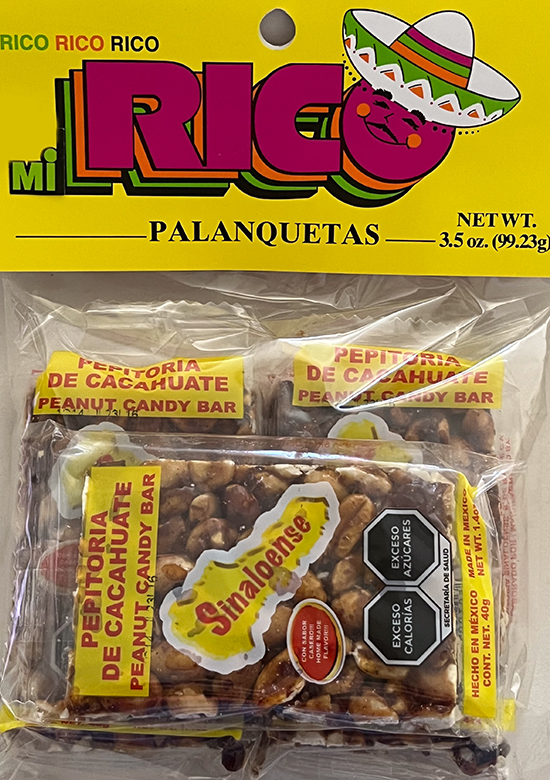 RICO RICO RICO
Mi RICO
PALANQUETAS
NET WT.
3.5 oz. (99.23g)
PEPITORIA
DE CACAHUATE
PEANUT CANDY BAR
PEPITORIA
DE CACAHUATE
PEANUT CANDY BAR
PEPITORIA
DE CACAHUATE
PEANUT CANDY BAR
Sinaloense
CON SABOR
CASERO!!!
HOME MADE
FLAVOR!!!
EXCESO
AZÚCARES
EXCESO
CALORÍAS
SECRETARÍA DE SALUD
HECHO EN MÉXICO MADE IN MEXICO
CONT. NET. 40g NET WT. 1.4o